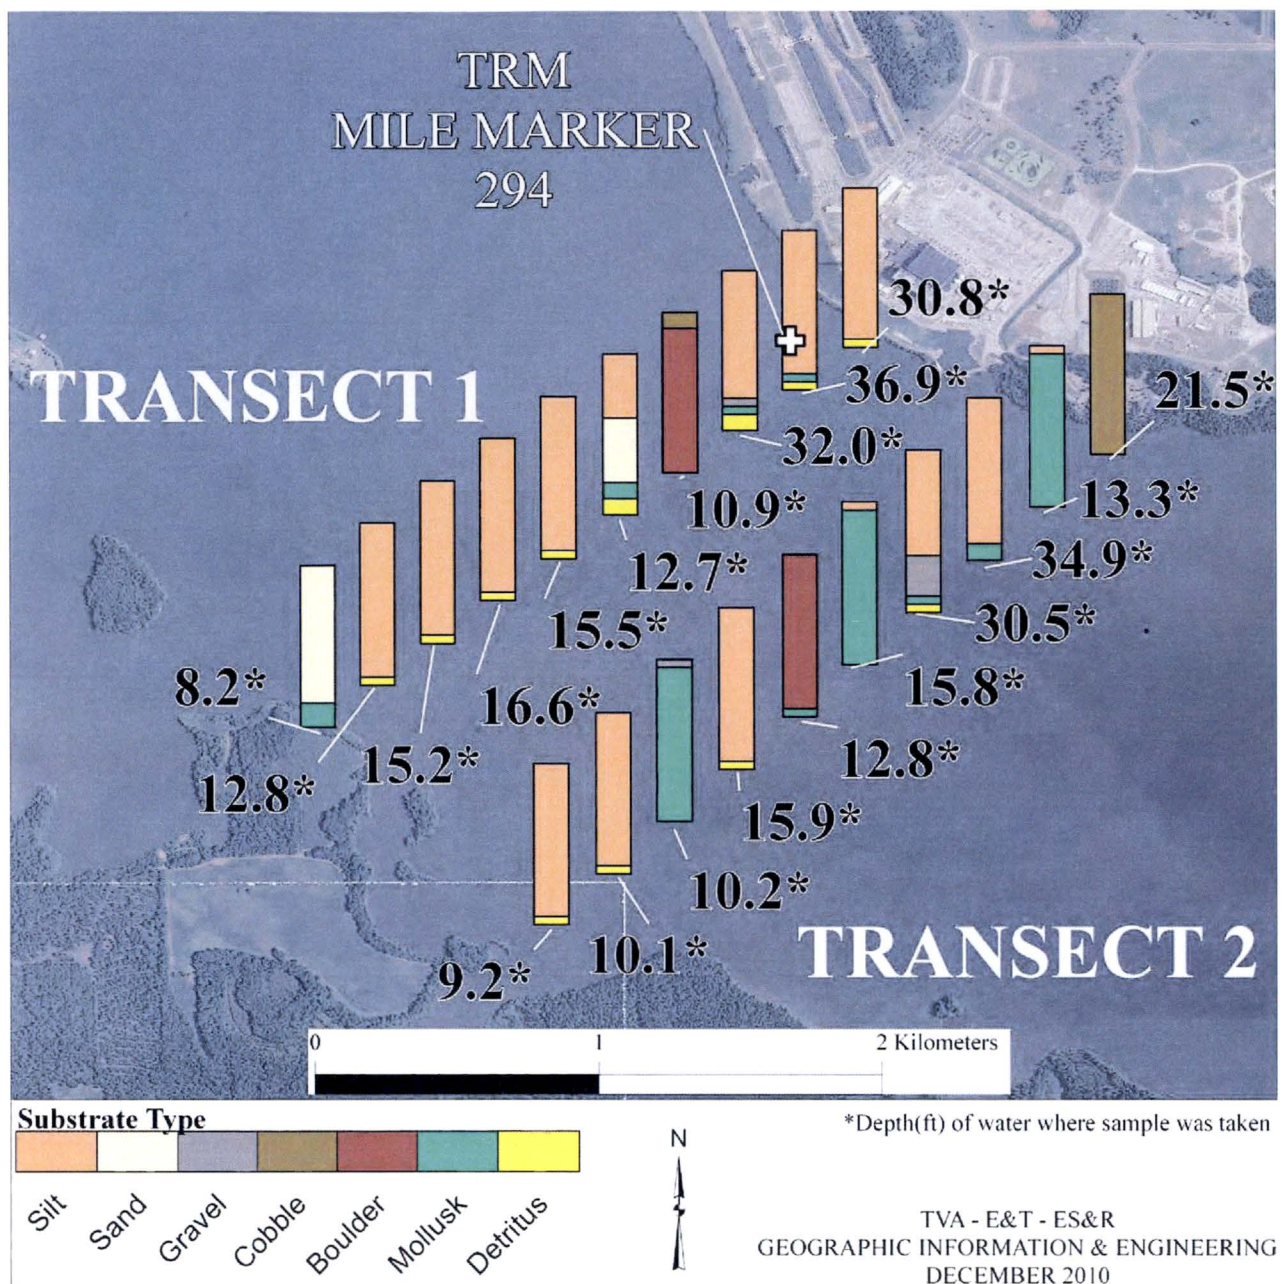 TRM
MILE MARKER
294
TRANSECT 1
30.8*
36.9*
32.0*
10.9*
12.7*
15.5*
16.6*
15.2*
12.8*
8.2*
21.5*
13.3*
34.9*
30.5*
15.8*
12.8*
15.9*
10.2*
10.1*
9.2*
TRANSECT 2
0 1 2 Kilometers
Substrate Type
Silt
Sand
Gravel
Cobble
Boulder
Mollusk
Detritus
N
*Depth(ft) of water where sample was taken
TVA - E&T - ES&R
GEOGRAPHIC INFORMATION & ENGINEERING
DECEMBER 2010